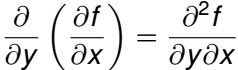 ∂/∂y (∂f/∂x) = ∂²f/∂y∂x